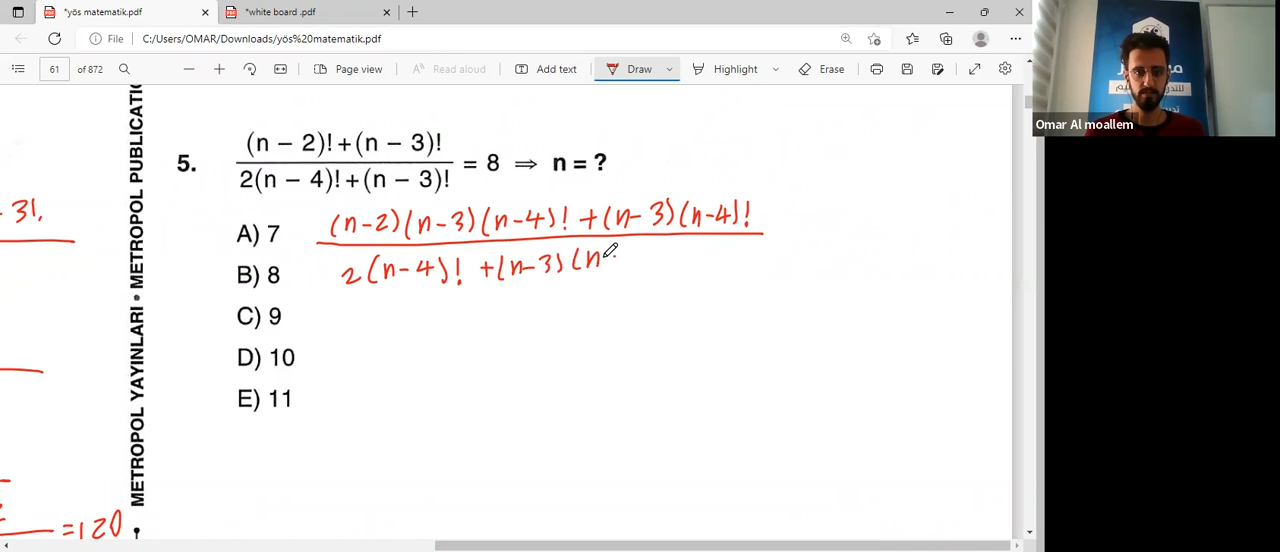 *yös matematik.pdf
*white board .pdf
File C:/Users/OMAR/Downloads/yös%20matematik.pdf
61 of 872 Page view Read aloud Add text Draw Highlight Erase
Omar Al moallem
METROPOL YAYINLARI • METROPOL PUBLICATI
5. \frac{(n − 2)! + (n − 3)!}{2(n − 4)! + (n − 3)!} = 8 ⇒ n = ?
A) 7
B) 8
C) 9
D) 10
E) 11
(n-2)(n-3)(n-4)! + (n-3)(n-4)!
2(n-4)! + (n-3)(n
- 3!.
=120